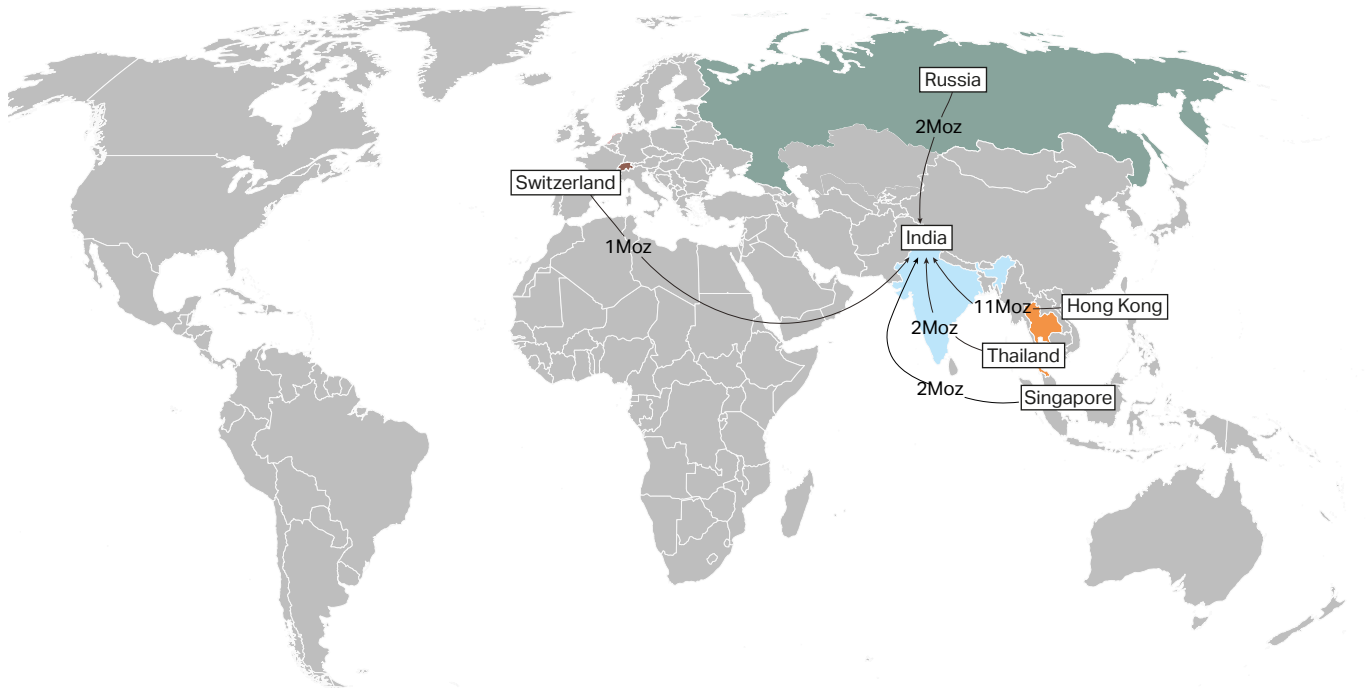 Russia
2Moz
Switzerland
India
1Moz
11Moz
Hong Kong
2Moz
Thailand
2Moz
Singapore